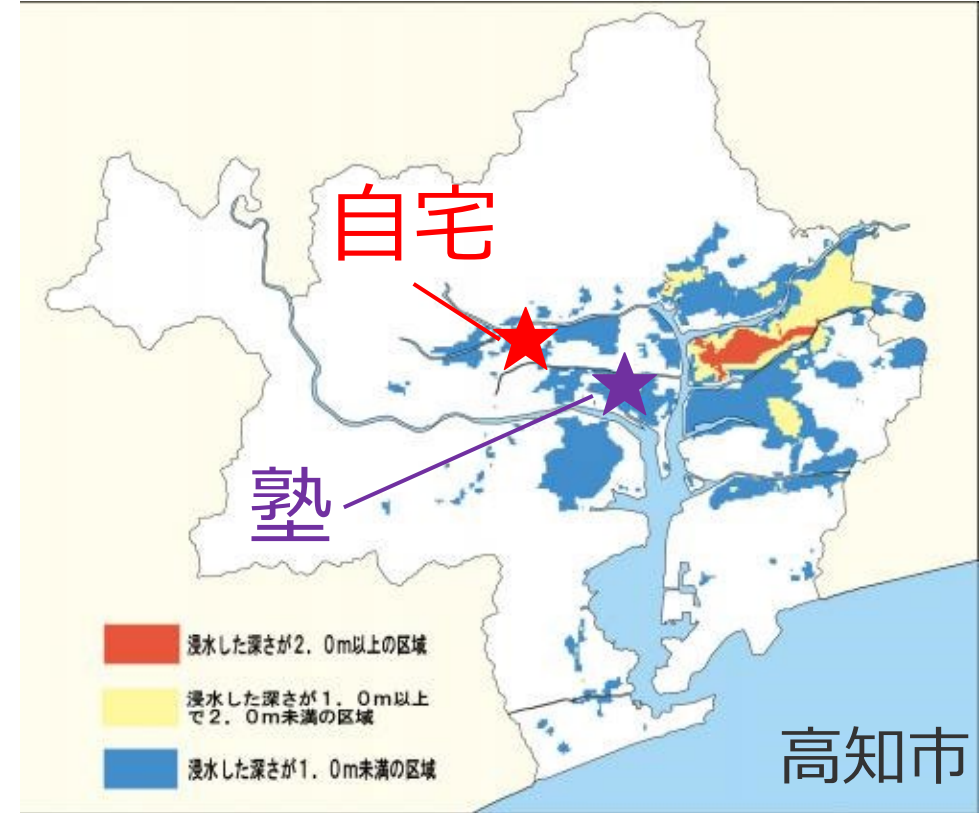 自宅
塾
浸水した深さが2．0m以上の区域
浸水した深さが1．0m以上
で2．0m未満の区域
浸水した深さが1．0m未満の区域
高知市